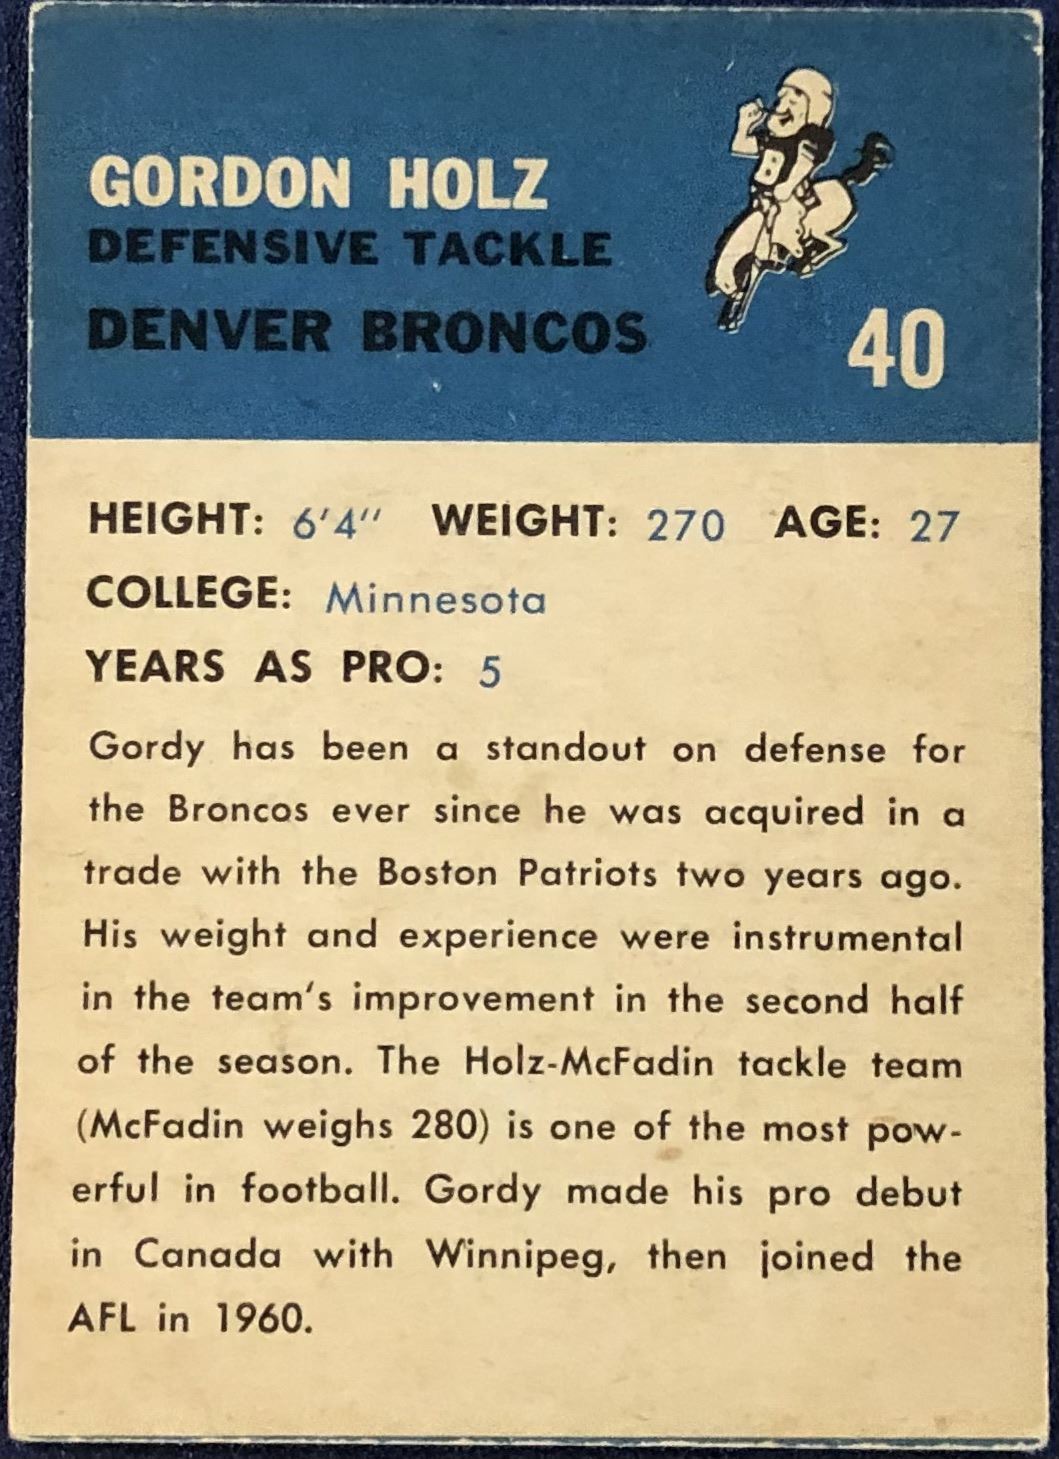 GORDON HOLZ
DEFENSIVE TACKLE
DENVER BRONCOS
B
40
HEIGHT: 6'4" WEIGHT: 270 AGE: 27
COLLEGE: Minnesota
YEARS AS PRO: 5
Gordy has been a standout on defense for
the Broncos ever since he was acquired in a
trade with the Boston Patriots two years ago.
His weight and experience were instrumental
in the team's improvement in the second half
of the season. The Holz-McFadin tackle team
(McFadin weighs 280) is one of the most pow-
erful in football. Gordy made his pro debut
in Canada with Winnipeg, then joined the
AFL in 1960.